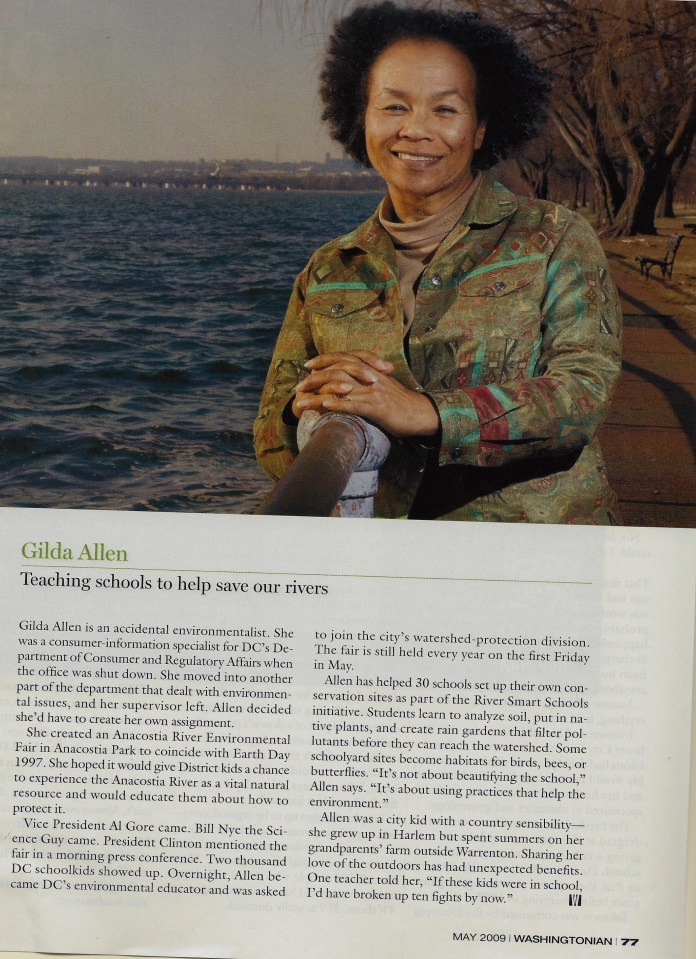 Gilda Allen
Teaching schools to help save our rivers
Gilda Allen is an accidental environmentalist. She
was a consumer-information specialist for DC's De-
partment of Consumer and Regulatory Affairs when
the office was shut down. She moved into another
part of the department that dealt with environmen-
tal issues, and her supervisor left. Allen decided
she'd have to create her own assignment.
She created an Anacostia River Environmental
Fair in Anacostia Park to coincide with Earth Day
1997. She hoped it would give District kids a chance
to experience the Anacostia River as a vital natural
resource and would educate them about how to
protect it.
Vice President Al Gore came. Bill Nye the Sci-
ence Guy came. President Clinton mentioned the
fair in a morning press conference. Two thousand
DC schoolkids showed up. Overnight, Allen be-
came DC's environmental educator and was asked
to join the city's watershed-protection division.
The fair is still held every year on the first Friday
in May.
Allen has helped 30 schools set up their own con-
servation sites as part of the River Smart Schools
initiative. Students learn to analyze soil, put in na-
tive plants, and create rain gardens that filter pol-
lutants before they can reach the watershed. Some
schoolyard sites become habitats for birds, bees, or
butterflies. "It's not about beautifying the school,"
Allen says. "It's about using practices that help the
environment."
Allen was a city kid with a country sensibility—
she grew up in Harlem but spent summers on her
grandparents' farm outside Warrenton. Sharing her
love of the outdoors has had unexpected benefits.
One teacher told her, "If these kids were in school,
I'd have broken up ten fights by now." W
MAY 2009 | WASHINGTONIAN | 77